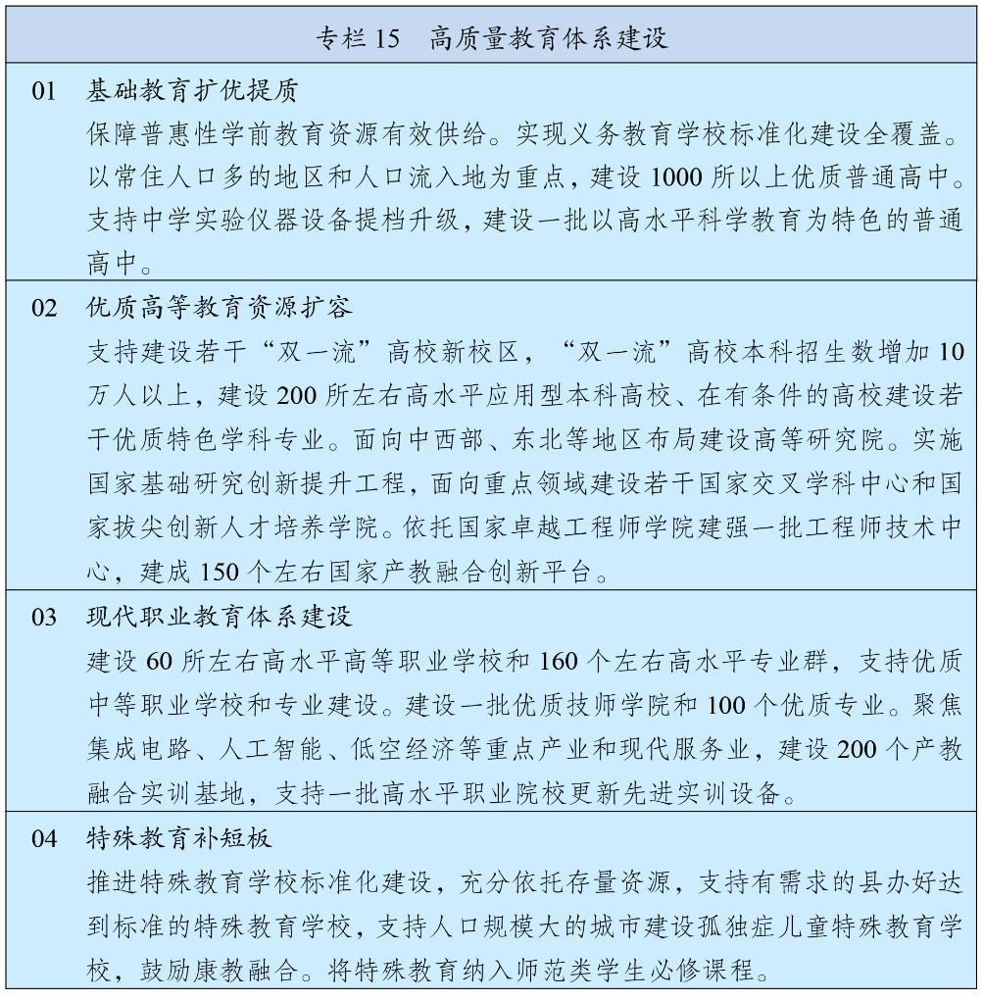 专栏 15 高质量教育体系建设
01 基础教育扩优提质
保障普惠性学前教育资源有效供给。实现义务教育学校标准化建设全覆盖。
以常住人口多的地区和人口流入地为重点，建设 1000 所以上优质普通高中。
支持中学实验仪器设备提档升级，建设一批以高水平科学教育为特色的普通
高中。
02 优质高等教育资源扩容
支持建设若干“双一流”高校新校区，“双一流”高校本科招生数增加 10
万人以上，建设 200 所左右高水平应用型本科高校、在有条件的高校建设若
干优质特色学科专业。面向中西部、东北等地区布局建设高等研究院。实施
国家基础研究创新提升工程，面向重点领域建设若干国家交叉学科中心和国
家拔尖创新人才培养学院。依托国家卓越工程师学院建强一批工程师技术中
心，建成 150 个左右国家产教融合创新平台。
03 现代职业教育体系建设
建设 60 所左右高水平高等职业学校和 160 个左右高水平专业群，支持优质
中等职业学校和专业建设。建设一批优质技师学院和 100 个优质专业。聚焦
集成电路、人工智能、低空经济等重点产业和现代服务业，建设 200 个产教
融合实训基地，支持一批高水平职业院校更新先进实训设备。
04 特殊教育补短板
推进特殊教育学校标准化建设，充分依托存量资源，支持有需求的县办好达
到标准的特殊教育学校，支持人口规模大的城市建设孤独症儿童特殊教育学
校，鼓励康教融合。将特殊教育纳入师范类学生必修课程。